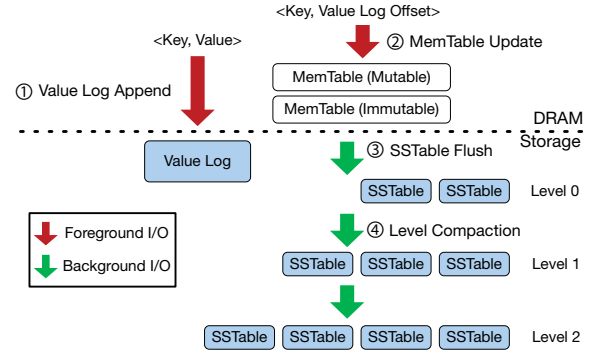 <Key, Value Log Offset>
<Key, Value>
② MemTable Update
MemTable (Mutable)
① Value Log Append
MemTable (Immutable)
DRAM
Storage
Value Log
③ SSTable Flush
SSTable SSTable Level 0
Foreground I/O
④ Level Compaction
Background I/O
SSTable SSTable SSTable Level 1
SSTable SSTable SSTable SSTable Level 2